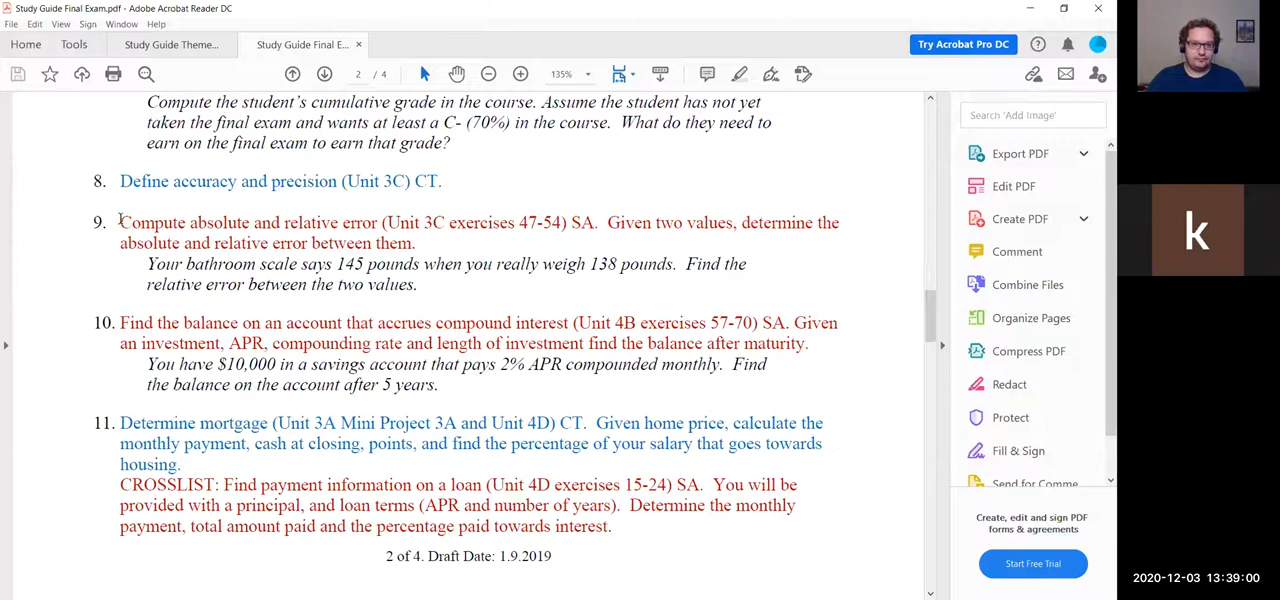 Study Guide Final Exam.pdf - Adobe Acrobat Reader DC
File Edit View Sign Window Help
Home Tools Study Guide Theme... Study Guide Final E... ×
Try Acrobat Pro DC
2 / 4 135%
Compute the student's cumulative grade in the course. Assume the student has not yet
taken the final exam and wants at least a C- (70%) in the course. What do they need to
earn on the final exam to earn that grade?
8. Define accuracy and precision (Unit 3C) CT.
9. Compute absolute and relative error (Unit 3C exercises 47-54) SA. Given two values, determine the
absolute and relative error between them.
Your bathroom scale says 145 pounds when you really weigh 138 pounds. Find the
relative error between the two values.
10. Find the balance on an account that accrues compound interest (Unit 4B exercises 57-70) SA. Given
an investment, APR, compounding rate and length of investment find the balance after maturity.
You have $10,000 in a savings account that pays 2% APR compounded monthly. Find
the balance on the account after 5 years.
11. Determine mortgage (Unit 3A Mini Project 3A and Unit 4D) CT. Given home price, calculate the
monthly payment, cash at closing, points, and find the percentage of your salary that goes towards
housing.
CROSSLIST: Find payment information on a loan (Unit 4D exercises 15-24) SA. You will be
provided with a principal, and loan terms (APR and number of years). Determine the monthly
payment, total amount paid and the percentage paid towards interest.
2 of 4. Draft Date: 1.9.2019
Search 'Add Image'
Export PDF
Edit PDF
Create PDF
Comment
Combine Files
Organize Pages
Compress PDF
Redact
Protect
Fill & Sign
Send for Comme
Create, edit and sign PDF
forms & agreements
Start Free Trial
k
2020-12-03 13:39:00